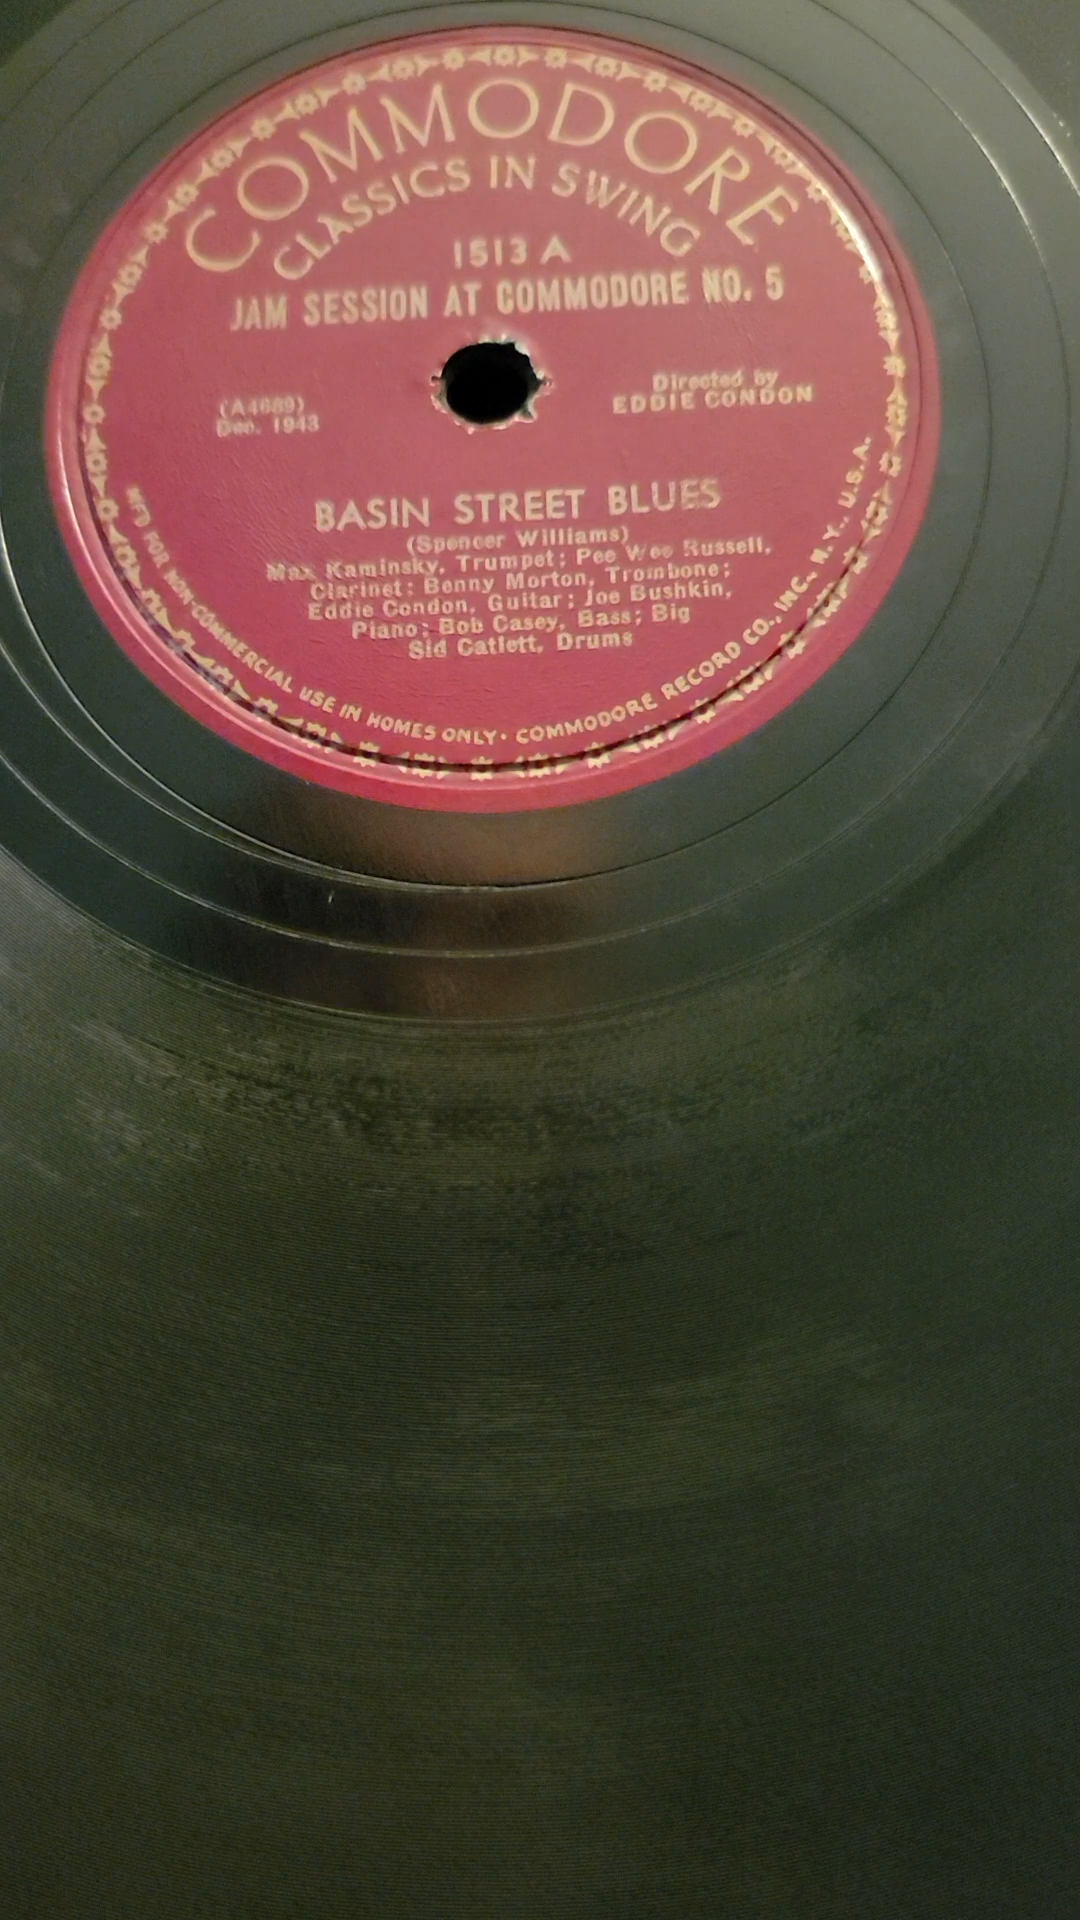 COMMODORE
CLASSICS IN SWING
1513 A
JAM SESSION AT COMMODORE NO. 5
(A4689)
Dec. 1943
Directed by
EDDIE CONDON
BASIN STREET BLUES
(Spencer Williams)
Max Kaminsky, Trumpet; Pee Wee Russell,
Clarinet; Benny Morton, Trombone;
Eddie Condon, Guitar; Joe Bushkin,
Piano; Bob Casey, Bass; Big
Sid Catlett, Drums
MF'D FOR NON-COMMERCIAL USE IN HOMES ONLY • COMMODORE RECORD CO., INC., N.Y., U.S.A.